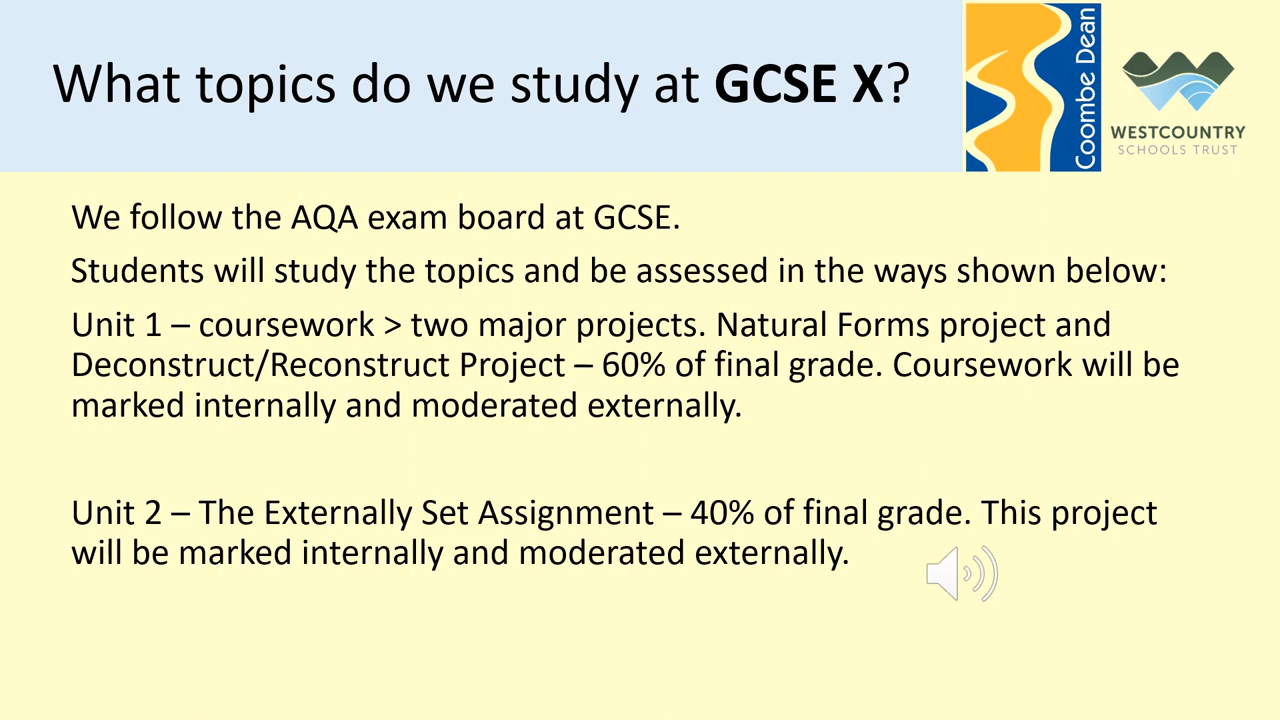 What topics do we study at GCSE X?
Coombe Dean
WESTCOUNTRY
SCHOOLS TRUST
We follow the AQA exam board at GCSE.
Students will study the topics and be assessed in the ways shown below:
Unit 1 – coursework > two major projects. Natural Forms project and
Deconstruct/Reconstruct Project – 60% of final grade. Coursework will be
marked internally and moderated externally.
Unit 2 – The Externally Set Assignment – 40% of final grade. This project
will be marked internally and moderated externally.